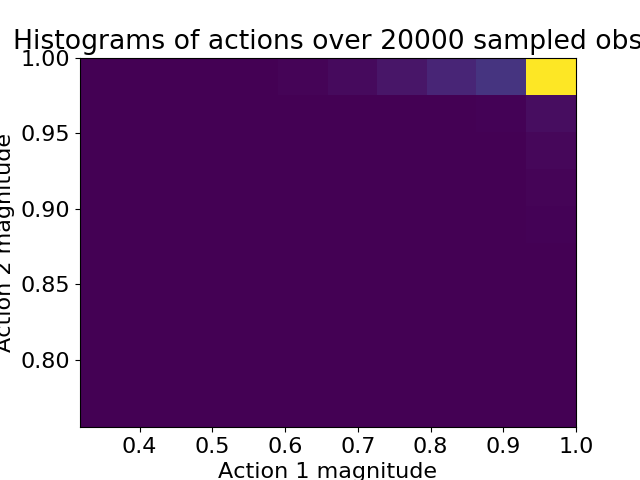 Histograms of actions over 20000 sampled obs
1.00
0.95
0.90
0.85
0.80
Action 2 magnitude
0.4 0.5 0.6 0.7 0.8 0.9 1.0
Action 1 magnitude